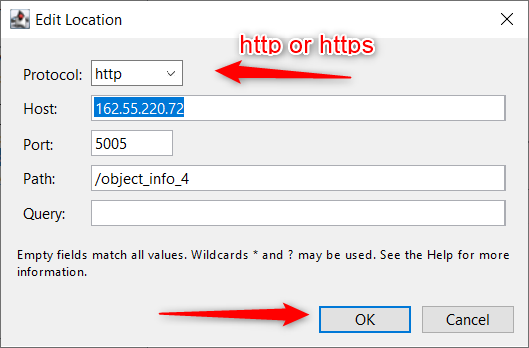 Edit Location
http or https
Protocol: http
Host: 162.55.220.72
Port: 5005
Path: /object_info_4
Query:
Empty fields match all values. Wildcards * and ? may be used. See the Help for more
information.
OK Cancel